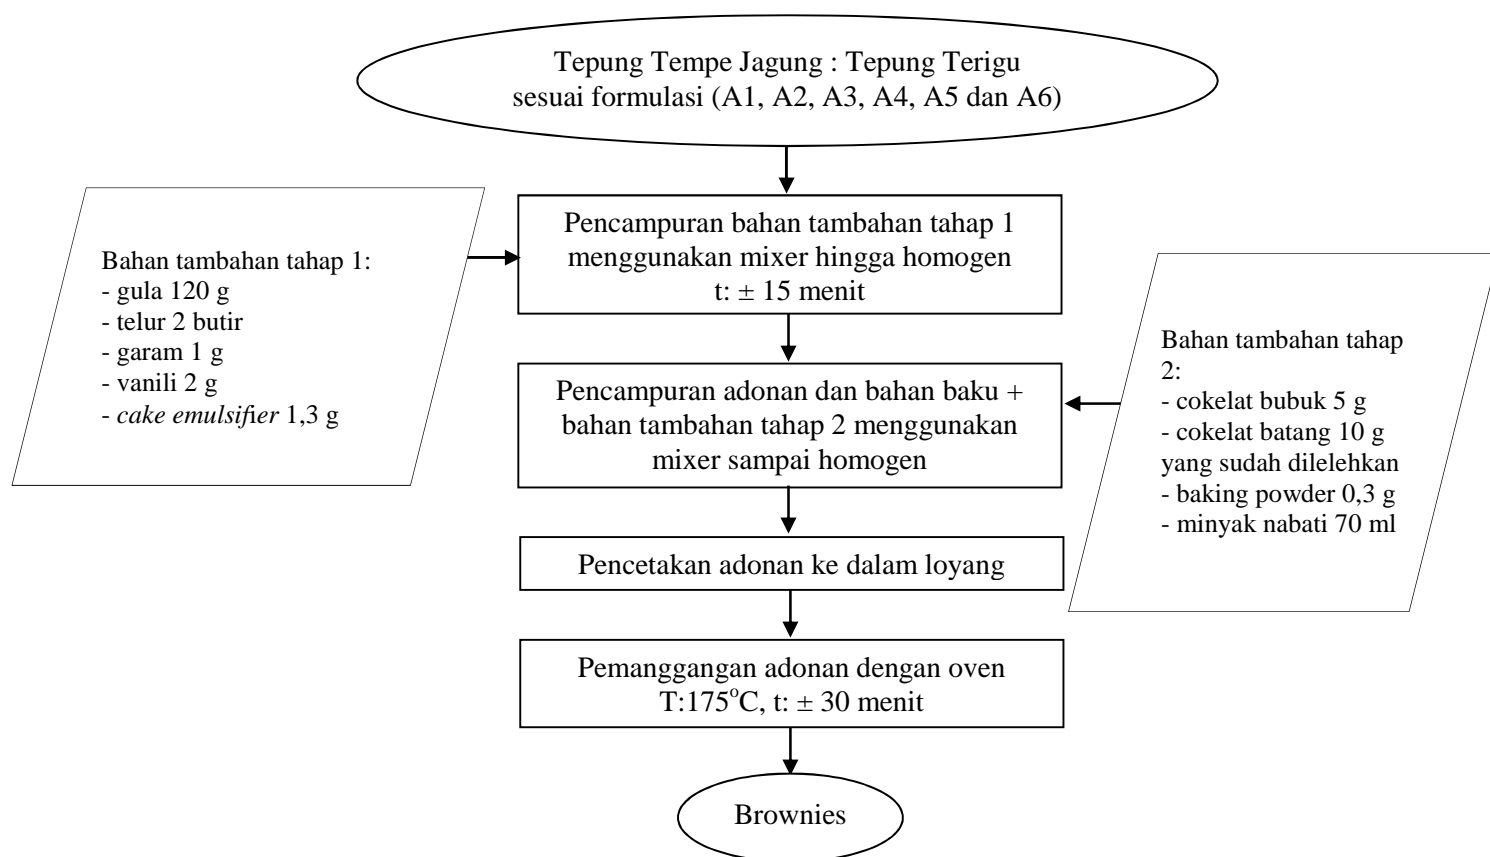 Tepung Tempe Jagung : Tepung Terigu
sesuai formulasi (A1, A2, A3, A4, A5 dan A6)
Pencampuran bahan tambahan tahap 1
menggunakan mixer hingga homogen
t: ± 15 menit
Bahan tambahan tahap 1:
- gula 120 g
- telur 2 butir
- garam 1 g
- vanili 2 g
- cake emulsifier 1,3 g
Pencampuran adonan dan bahan baku +
bahan tambahan tahap 2 menggunakan
mixer sampai homogen
Bahan tambahan tahap
2:
- cokelat bubuk 5 g
- cokelat batang 10 g
yang sudah dilelehkan
- baking powder 0,3 g
- minyak nabati 70 ml
Pencetakan adonan ke dalam loyang
Pemanggangan adonan dengan oven
T:175°C, t: ± 30 menit
Brownies